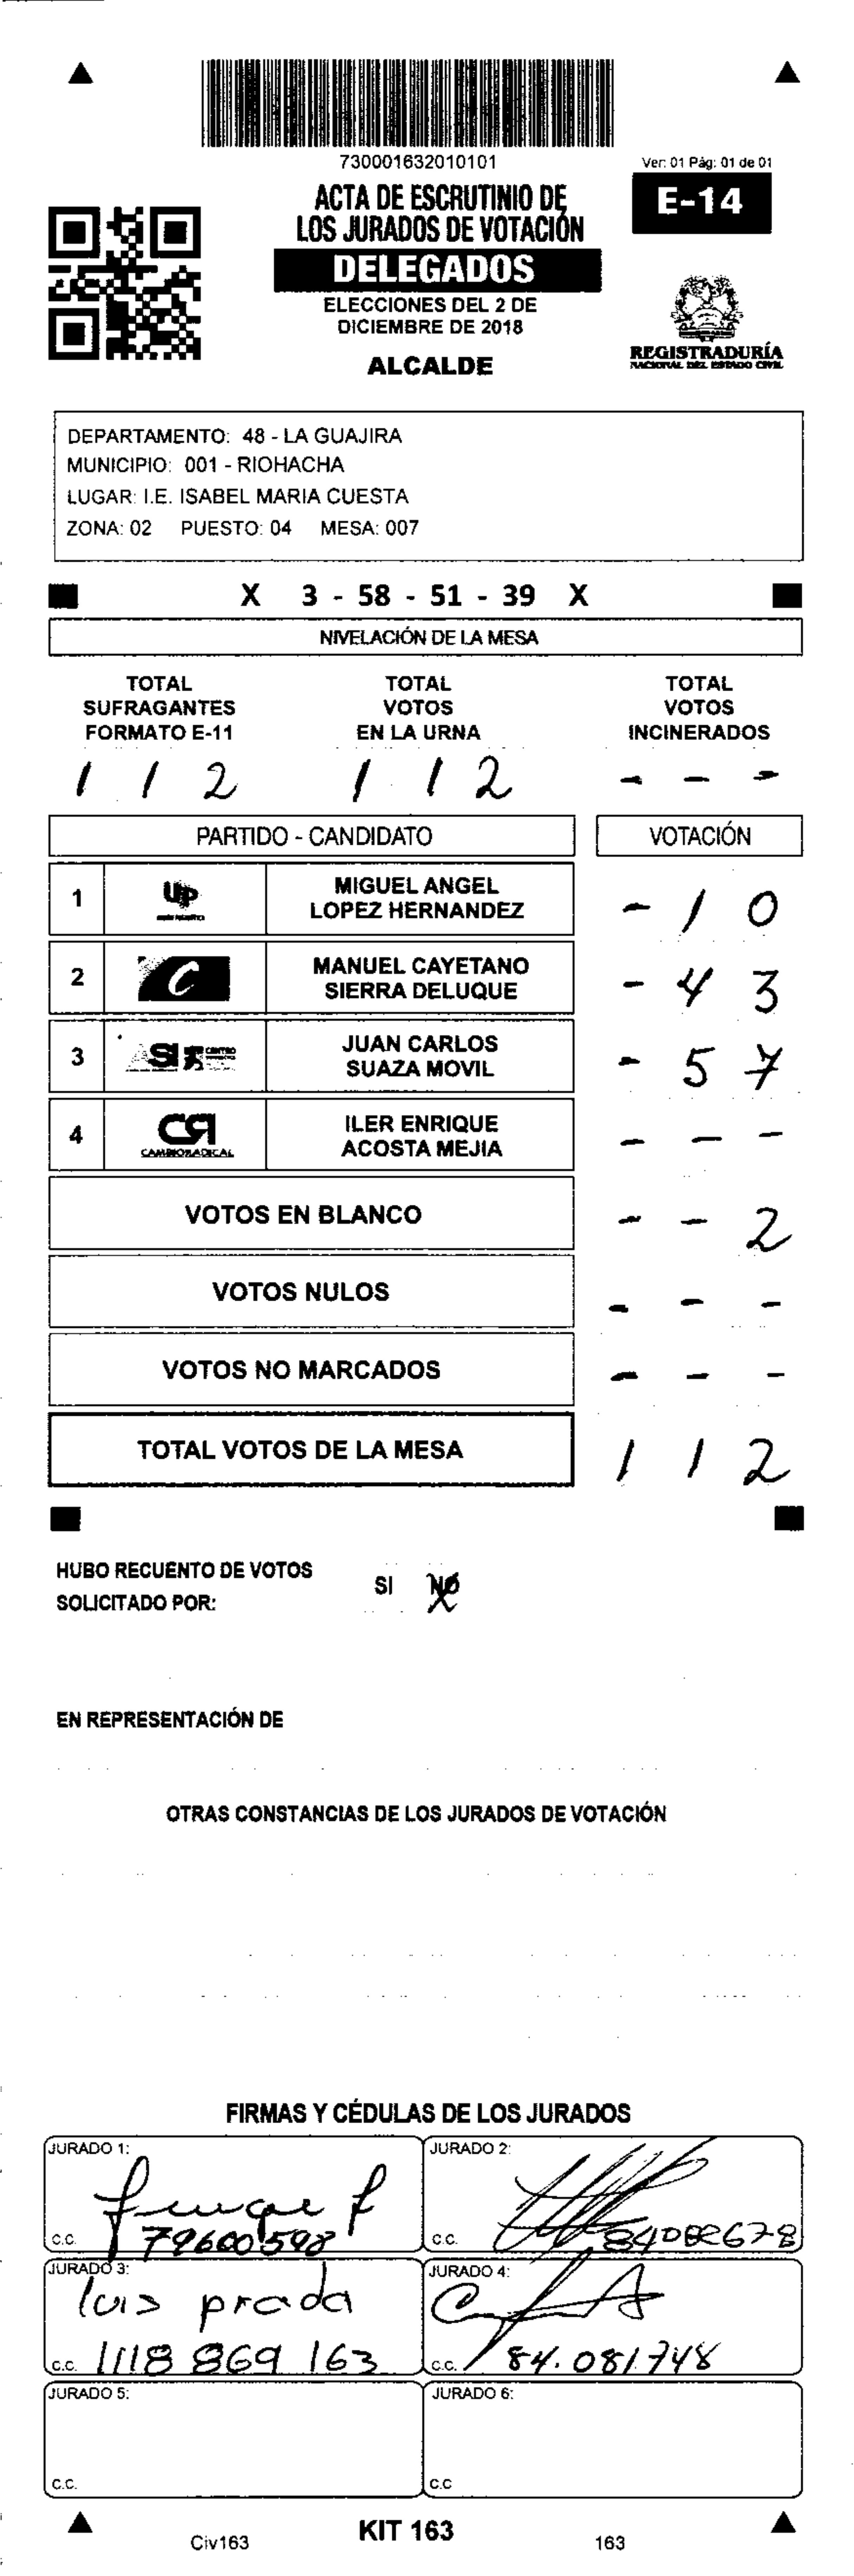 730001632010101
Ver: 01 Pág: 01 de 01
ACTA DE ESCRUTINIO DE
LOS JURADOS DE VOTACIÓN
E-14
DELEGADOS
ELECCIONES DEL 2 DE
DICIEMBRE DE 2018
ALCALDE
REGISTRADURÍA
NACIONAL DEL ESTADO CIVIL
DEPARTAMENTO: 48 - LA GUAJIRA
MUNICIPIO: 001 - RIOHACHA
LUGAR: I.E. ISABEL MARIA CUESTA
ZONA: 02 PUESTO: 04 MESA: 007
X 3 - 58 - 51 - 39 X
NIVELACIÓN DE LA MESA
TOTAL SUFRAGANTES FORMATO E-11
TOTAL VOTOS EN LA URNA
TOTAL VOTOS INCINERADOS
1 1 2 1 1 2 - - -
PARTIDO - CANDIDATO VOTACIÓN
1 UP MIGUEL ANGEL
LOPEZ HERNANDEZ - 1 0
2 C MANUEL CAYETANO
SIERRA DELUQUE - 4 3
3 ASI CENTRO JUAN CARLOS
SUAZA MOVIL - 5 7
4 CR CAMBIO RADICAL ILER ENRIQUE
ACOSTA MEJIA - - -
VOTOS EN BLANCO - - 2
VOTOS NULOS - - -
VOTOS NO MARCADOS - - -
TOTAL VOTOS DE LA MESA 1 1 2
HUBO RECUENTO DE VOTOS SI NO X
SOLICITADO POR:
EN REPRESENTACIÓN DE
OTRAS CONSTANCIAS DE LOS JURADOS DE VOTACIÓN
FIRMAS Y CÉDULAS DE LOS JURADOS
JURADO 1:
C.C. 79600598
JURADO 2:
C.C. 84082678
JURADO 3:
luis prada
C.C. 1118 869 163
JURADO 4:
C.C. 84.081.748
JURADO 5:
C.C.
JURADO 6:
C.C
Civ163
KIT 163
163